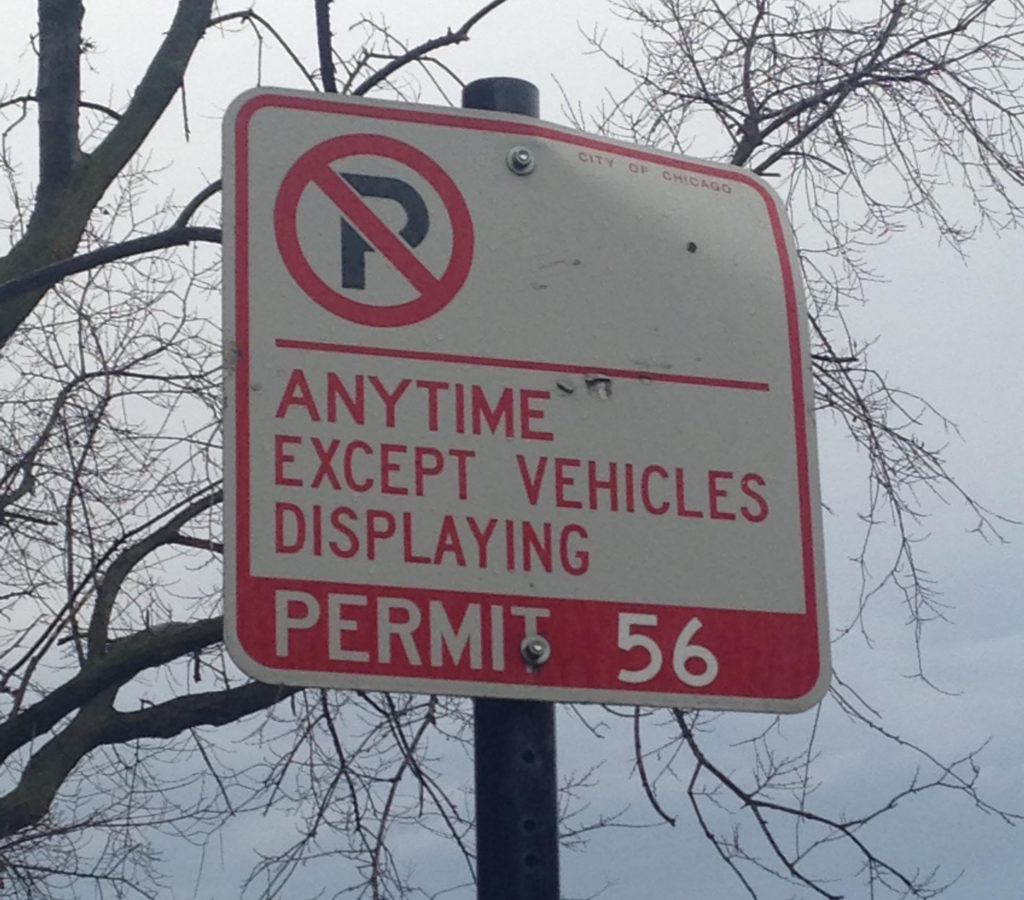 CITY OF CHICAGO
P
ANYTIME
EXCEPT VEHICLES
DISPLAYING
PERMIT 56